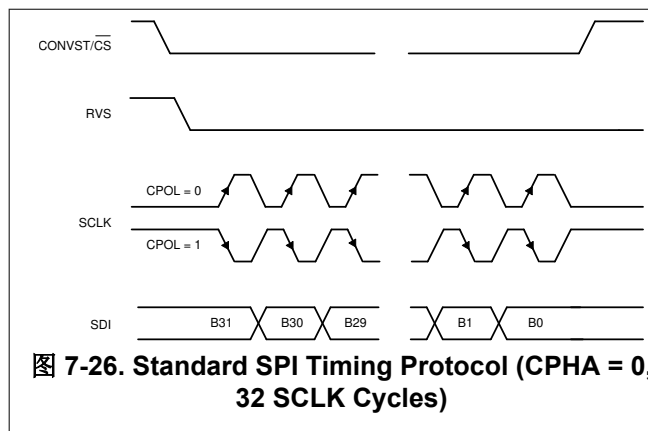 CONVST/CS
RVS
CPOL = 0
SCLK
CPOL = 1
SDI B31 B30 B29 B1 B0
图 7-26. Standard SPI Timing Protocol (CPHA = 0,
32 SCLK Cycles)